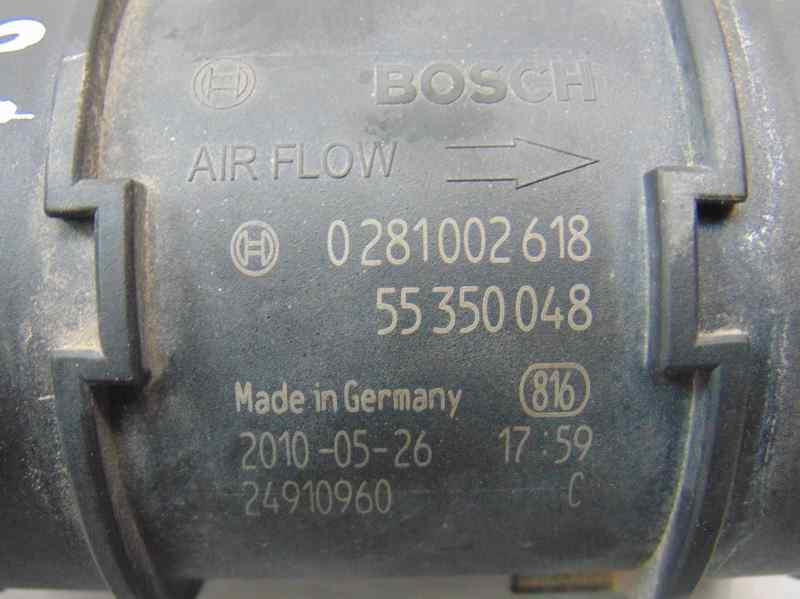 BOSCH
AIR FLOW
0 281 002 618
55 350 048
Made in Germany 816
2010-05-26 17:59
24910960 C